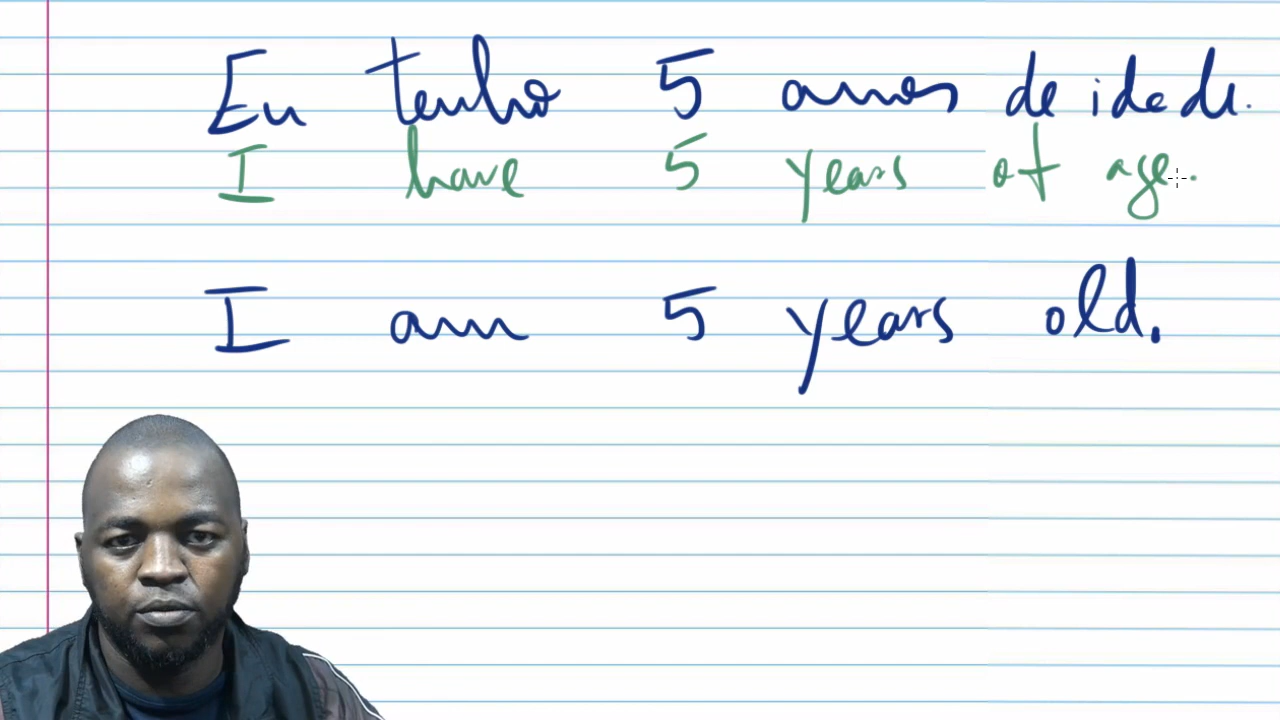 Eu tenho 5 anos de idade.
I have 5 years of age.
I am 5 years old.